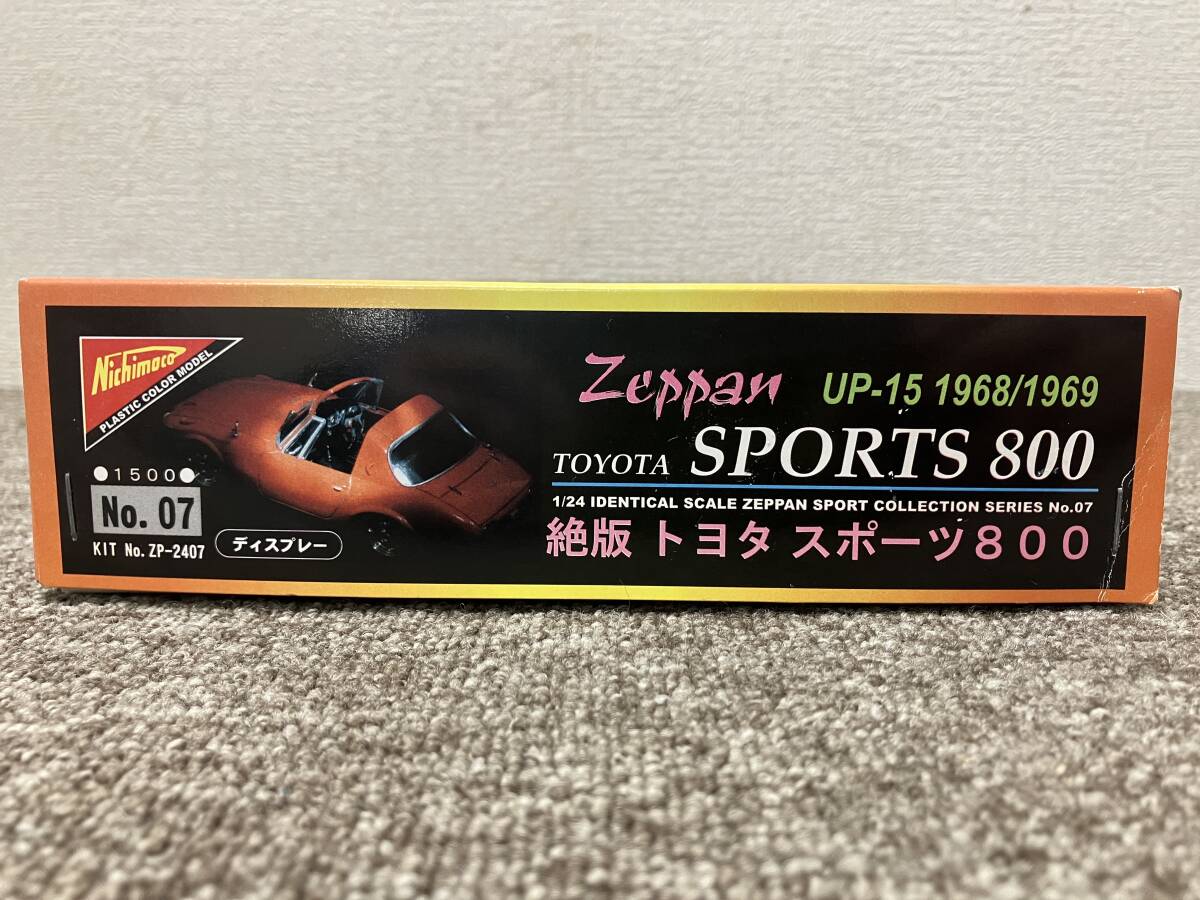 Nichimoco
PLASTIC COLOR MODEL
●1500●
No. 07
KIT No. ZP-2407
ディスプレー
Zeppan UP-15 1968/1969
TOYOTA SPORTS 800
1/24 IDENTICAL SCALE ZEPPAN SPORT COLLECTION SERIES No.07
絶版 トヨタ スポーツ800